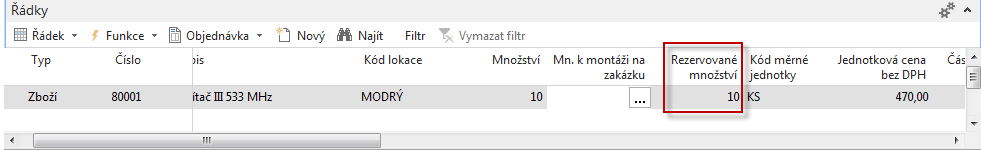 Řádky
Řádek Funkce Objednávka Nový Najít Filtr Vymazat filtr
Typ Číslo pis Kód lokace Množství Mn. k montáži na zakázku Rezervované množství Kód měrné jednotky Jednotková cena bez DPH Čás
Zboží 80001 ítač III 533 MHz MODRÝ 10 ... 10 KS 470,00